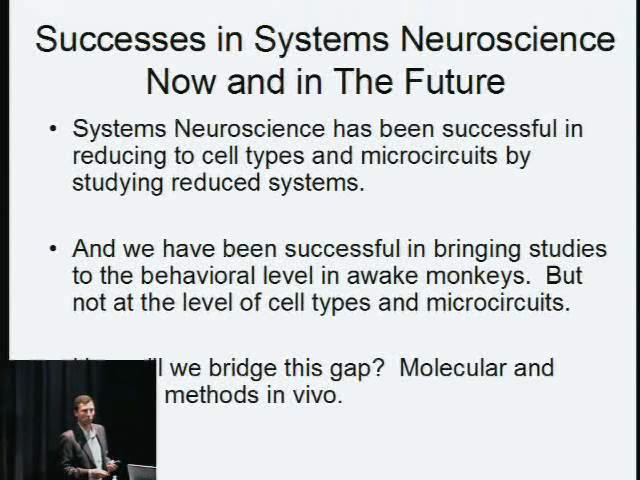 Successes in Systems Neuroscience
Now and in The Future
• Systems Neuroscience has been successful in
reducing to cell types and microcircuits by
studying reduced systems.
• And we have been successful in bringing studies
to the behavioral level in awake monkeys. But
not at the level of cell types and microcircuits.
we bridge this gap? Molecular and
methods in vivo.